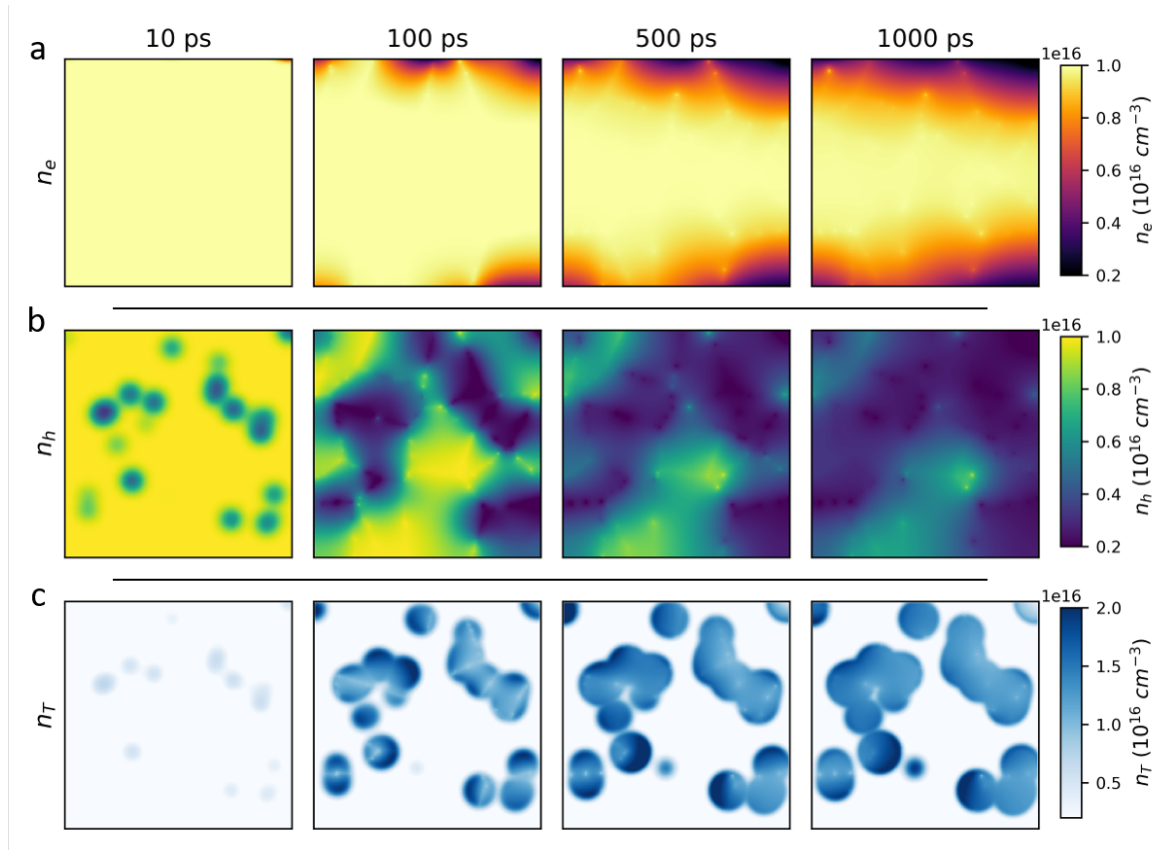 a
10 ps
100 ps
500 ps
1000 ps
1e16
n_e
1.0
0.8
0.6
0.4
0.2
n_e (10^16 cm^−3)
b
1e16
n_h
1.0
0.8
0.6
0.4
0.2
n_h (10^16 cm^−3)
c
1e16
n_T
2.0
1.5
1.0
0.5
n_T (10^16 cm^−3)